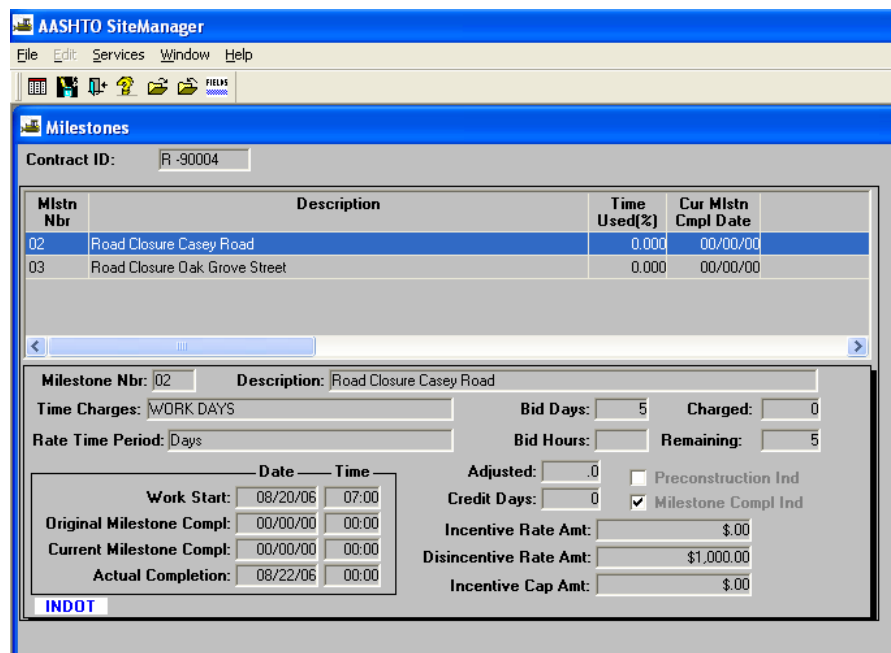 AASHTO SiteManager
File Edit Services Window Help
FIELDS
Milestones
Contract ID: R -90004
Mlstn Nbr Description Time Used(%) Cur Mlstn Cmpl Date
02 Road Closure Casey Road 0.000 00/00/00
03 Road Closure Oak Grove Street 0.000 00/00/00
Milestone Nbr: 02 Description: Road Closure Casey Road
Time Charges: WORK DAYS Bid Days: 5 Charged: 0
Rate Time Period: Days Bid Hours: Remaining: 5
Date Time Adjusted: .0 Preconstruction Ind
Work Start: 08/20/06 07:00 Credit Days: 0 Milestone Compl Ind
Original Milestone Compl: 00/00/00 00:00 Incentive Rate Amt: $.00
Current Milestone Compl: 00/00/00 00:00 Disincentive Rate Amt: $1,000.00
Actual Completion: 08/22/06 00:00 Incentive Cap Amt: $.00
INDOT